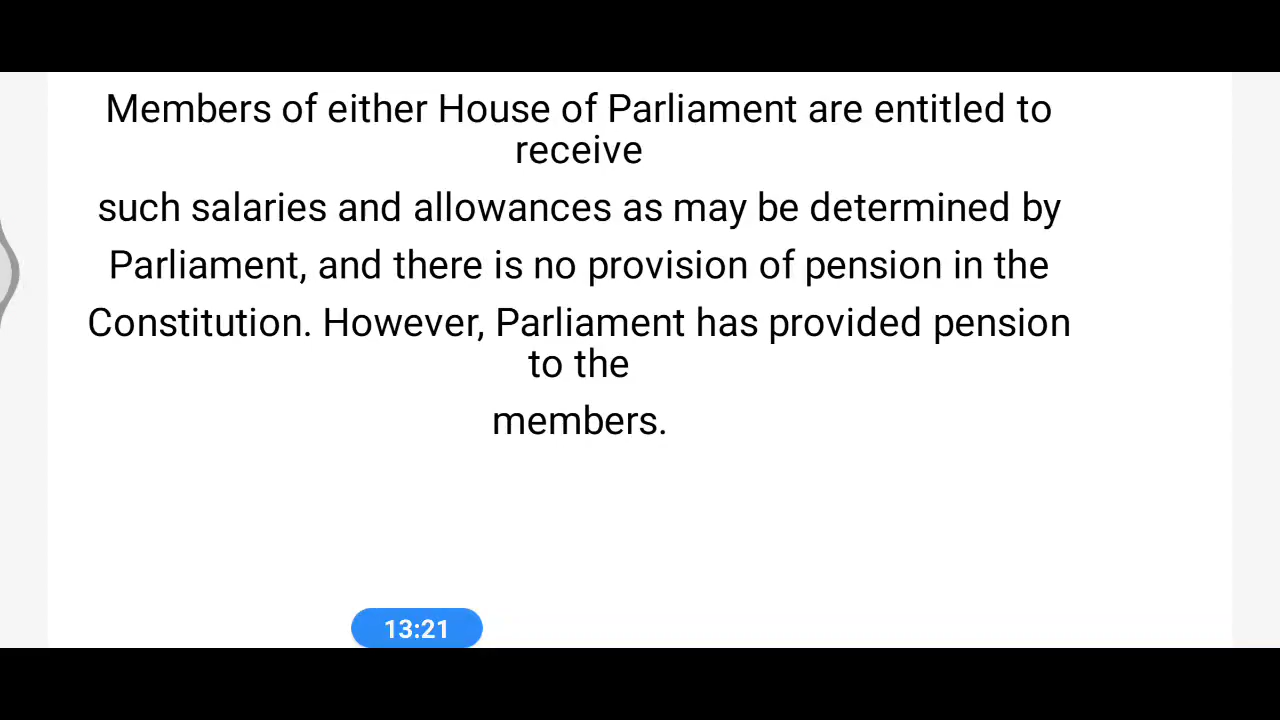 Members of either House of Parliament are entitled to
receive
such salaries and allowances as may be determined by
Parliament, and there is no provision of pension in the
Constitution. However, Parliament has provided pension
to the
members.
13:21